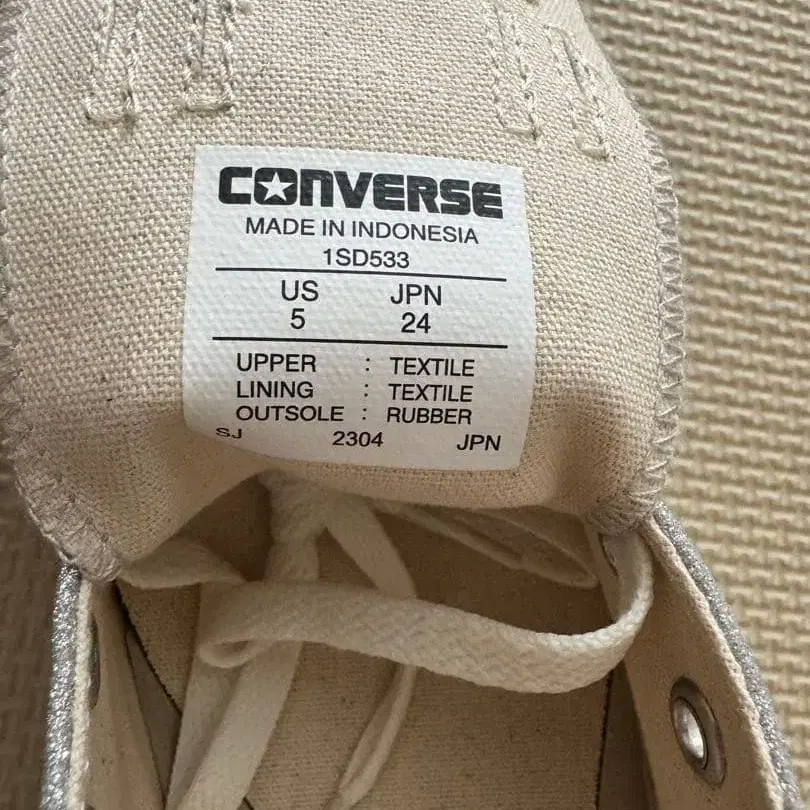 CONVERSE
MADE IN INDONESIA
1SD533
US JPN
5 24
UPPER : TEXTILE
LINING : TEXTILE
OUTSOLE : RUBBER
SJ 2304 JPN